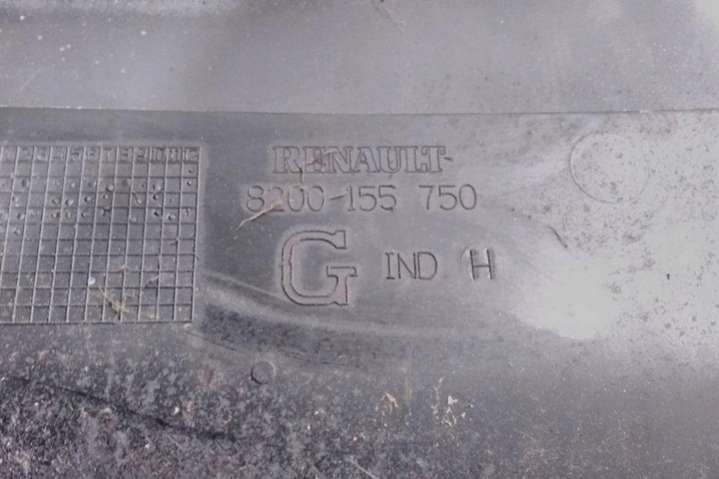 RENAULT
8200-155 750
G IND H